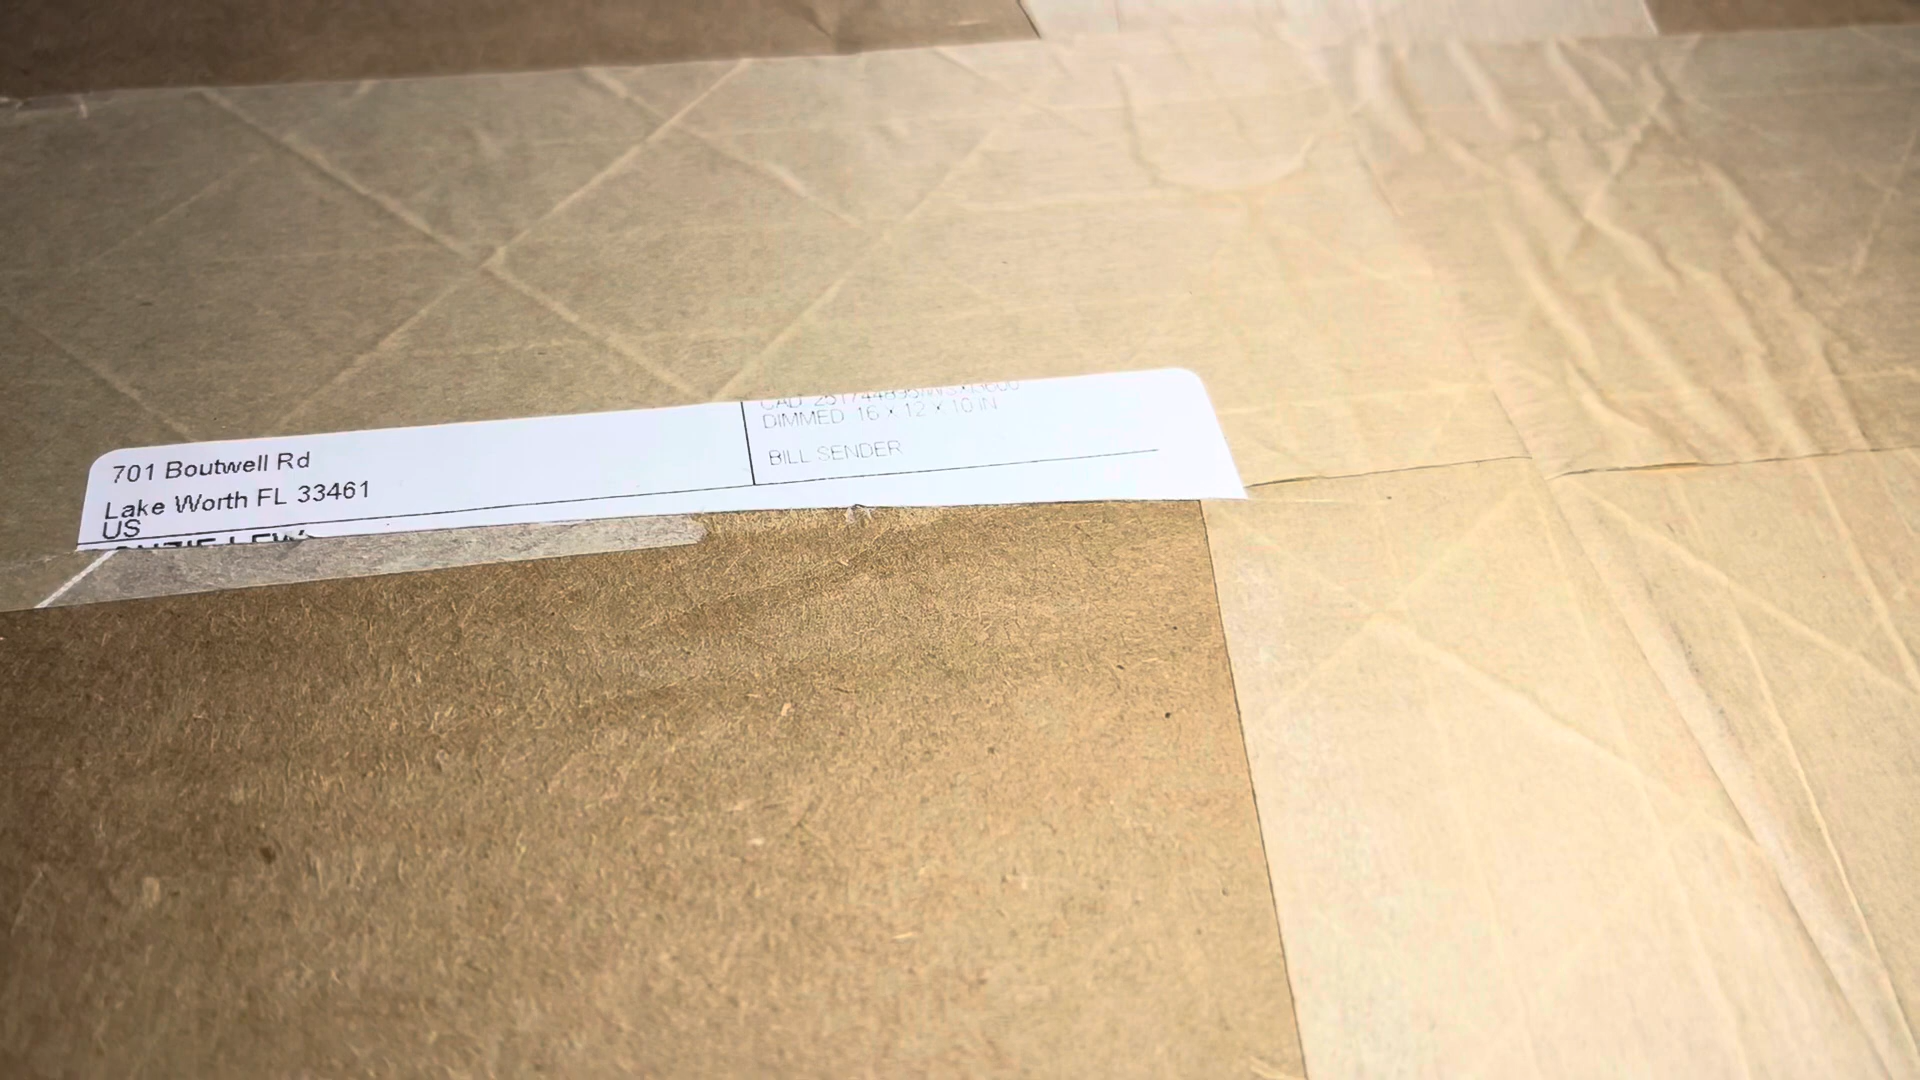 701 Boutwell Rd
Lake Worth FL 33461
US
DIMMED 16 X 12 X 10 IN
BILL SENDER